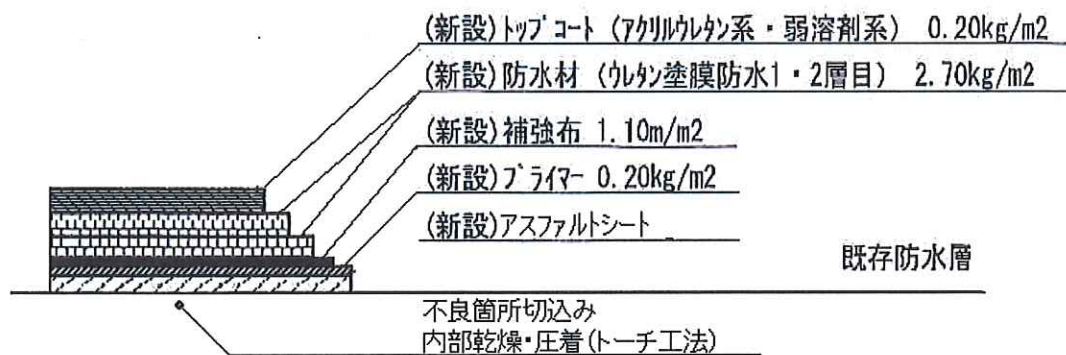 (新設)トップコート (アクリルウレタン系・弱溶剤系) 0.20kg/m2
(新設)防水材 (ウレタン塗膜防水1・2層目) 2.70kg/m2
(新設)補強布 1.10m/m2
(新設)プライマー 0.20kg/m2
(新設)アスファルトシート
既存防水層
不良箇所切込み
内部乾燥・圧着(トーチ工法)